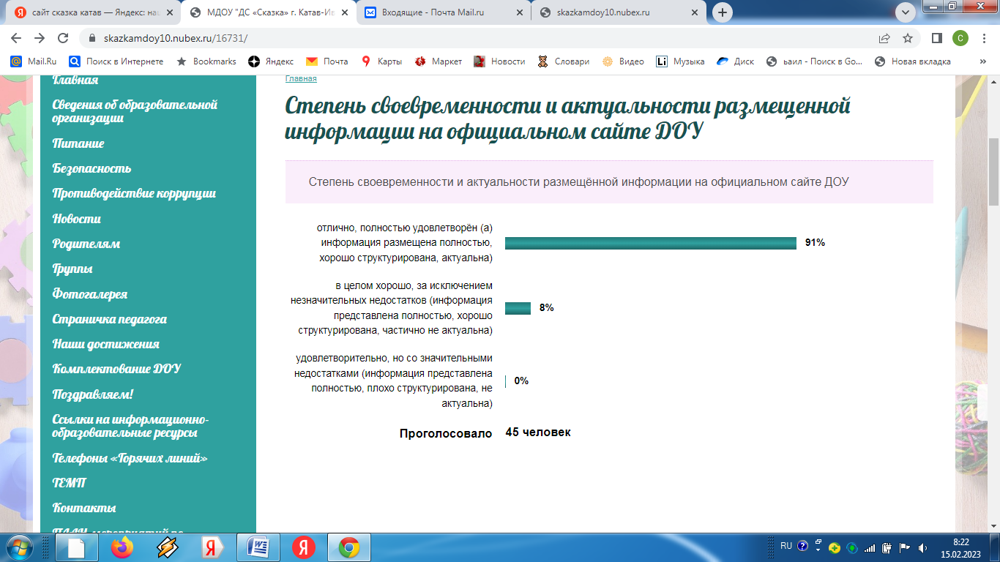 сайт сказка катав — Яндекс: наш
МДОУ "ДС «Сказка» г. Катав-Ив
Входящие - Почта Mail.ru
skazkamdoy10.nubex.ru
skazkamdoy10.nubex.ru/16731/
C
Mail.Ru
Поиск в Интернете
Bookmarks
Яндекс
Почта
Карты
Маркет
Новости
Словари
Видео
Музыка
Диск
ьаил - Поиск в Go...
Новая вкладка
»
Главная
Сведения об образовательной
организации
Питание
Безопасность
Противодействие коррупции
Новости
Родителям
Группы
Фотогалерея
Страничка педагога
Наши достижения
Комплектование ДОУ
Поздравляем!
Ссылки на информационно-
образовательные ресурсы
Телефоны «Горячих линий»
ТЕМП
Контакты
ПЛАН мероприятий по
Главная
Степень своевременности и актуальности размещенной
информации на официальном сайте ДОУ
Степень своевременности и актуальности размещённой информации на официальном сайте ДОУ
отлично, полностью удовлетворён (а)
информация размещена полностью,
хорошо структурирована, актуальна)
91%
в целом хорошо, за исключением
незначительных недостатков (информация
представлена полностью, хорошо
структурирована, частично не актуальна)
8%
удовлетворительно, но со значительными
недостатками (информация представлена
полностью, плохо структурирована, не
актуальна)
0%
Проголосовало
45 человек
RU
8:22
15.02.2023